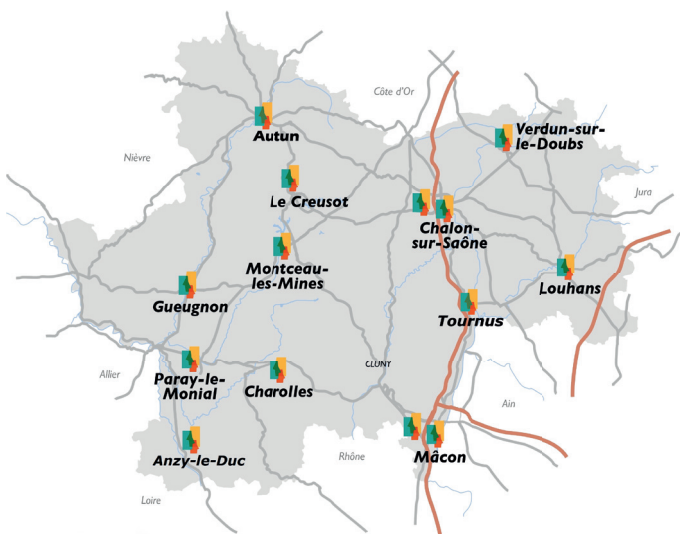 Côte d'Or
Verdun-sur-
le-Doubs
Autun
Nièvre
Jura
Le Creusot
Chalon-
sur-Saône
Montceau-
les-Mines
Louhans
Gueugnon
Tournus
CLUNY
Allier
Paray-le-
Monial
Charolles
Ain
Anzy-le-Duc
Rhône
Mâcon
Loire